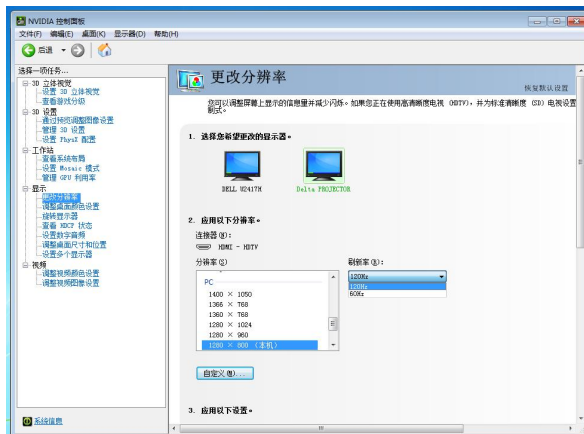 NVIDIA 控制面板
文件(F) 编辑(E) 桌面(K) 显示器(D) 帮助(H)
后退
选择一项任务...
3D 立体视觉
设置 3D 立体视觉
查看游戏分级
3D 设置
通过预览调整图像设置
管理 3D 设置
设置 PhysX 配置
工作站
查看系统布局
设置 Mosaic 模式
管理 GPU 利用率
显示
更改分辨率
调整桌面颜色设置
旋转显示器
查看 HDCP 状态
设置数字音频
调整桌面尺寸和位置
设置多个显示器
视频
调整视频颜色设置
调整视频图像设置
系统信息
更改分辨率
恢复默认设置
您可以调整屏幕上显示的信息量并减少闪烁。如果您正在使用高清晰度电视 (HDTV),并为标准清晰度 (SD) 电视设置
制式。
1. 选择您希望更改的显示器。
DELL U2417H
Delta PROJECTOR
2. 应用以下分辨率。
连接器(N):
HDMI - HDTV
分辨率(S)
刷新率(R):
PC
1400 × 1050
1366 × 768
1360 × 768
1280 × 1024
1280 × 960
1280 × 800 (本机)
120Hz
120Hz
60Hz
自定义(U)...
3. 应用以下设置。